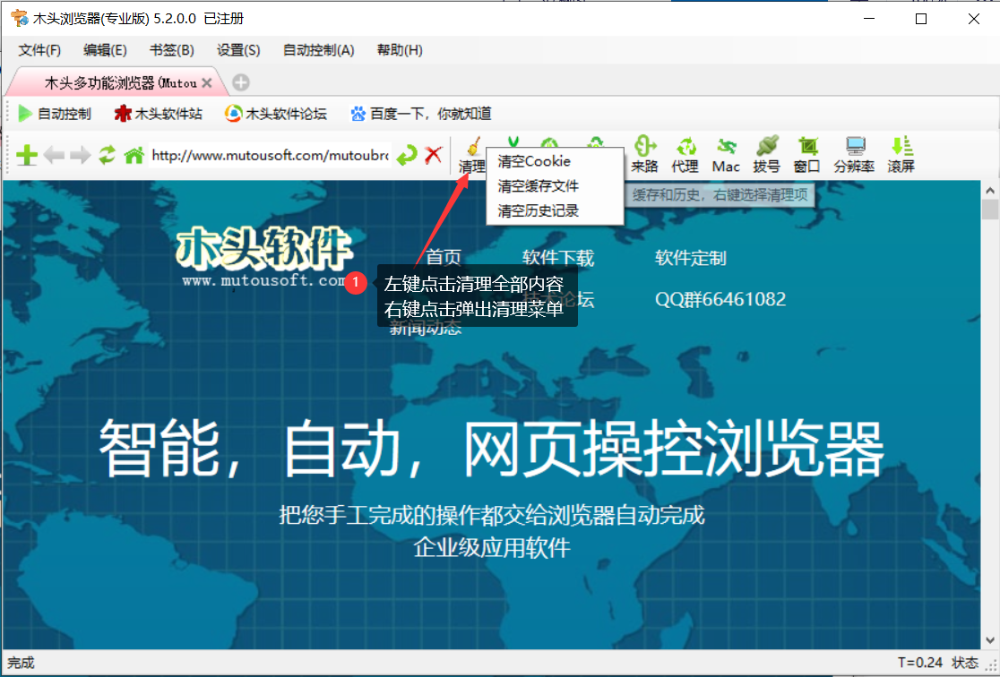 木头浏览器(专业版) 5.2.0.0 已注册
文件(F) 编辑(E) 书签(B) 设置(S) 自动控制(A) 帮助(H)
木头多功能浏览器(Mutou
自动控制 木头软件站 木头软件论坛 百度一下，你就知道
http://www.mutousoft.com/mutoubro
清理 来路 代理 Mac 拨号 窗口 分辨率 滚屏
清空Cookie
清空缓存文件
清空历史记录
缓存和历史，右键选择清理项
木头软件
www.mutousoft.com
首页 软件下载 软件定制
1
左键点击清理全部内容
右键点击弹出清理菜单
技术论坛 QQ群66461082
新闻动态
智能，自动，网页操控浏览器
把您手工完成的操作都交给浏览器自动完成
企业级应用软件
完成 T=0.24 状态